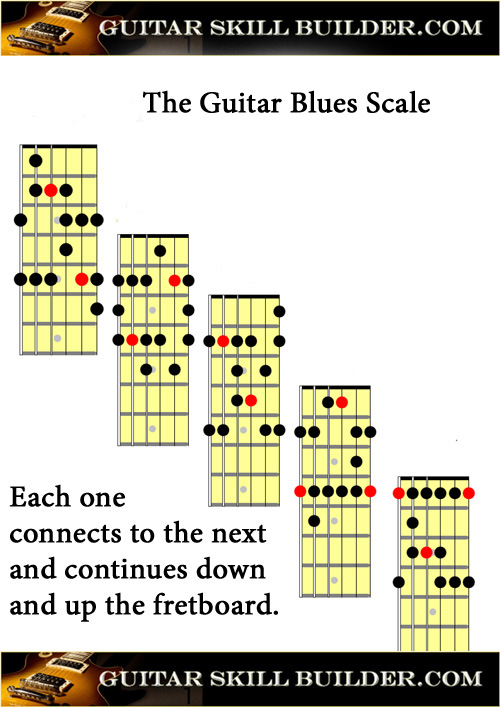 GUITAR SKILL BUILDER.COM
The Guitar Blues Scale
Each one
connects to the next
and continues down
and up the fretboard.
GUITAR SKILL BUILDER.COM
1